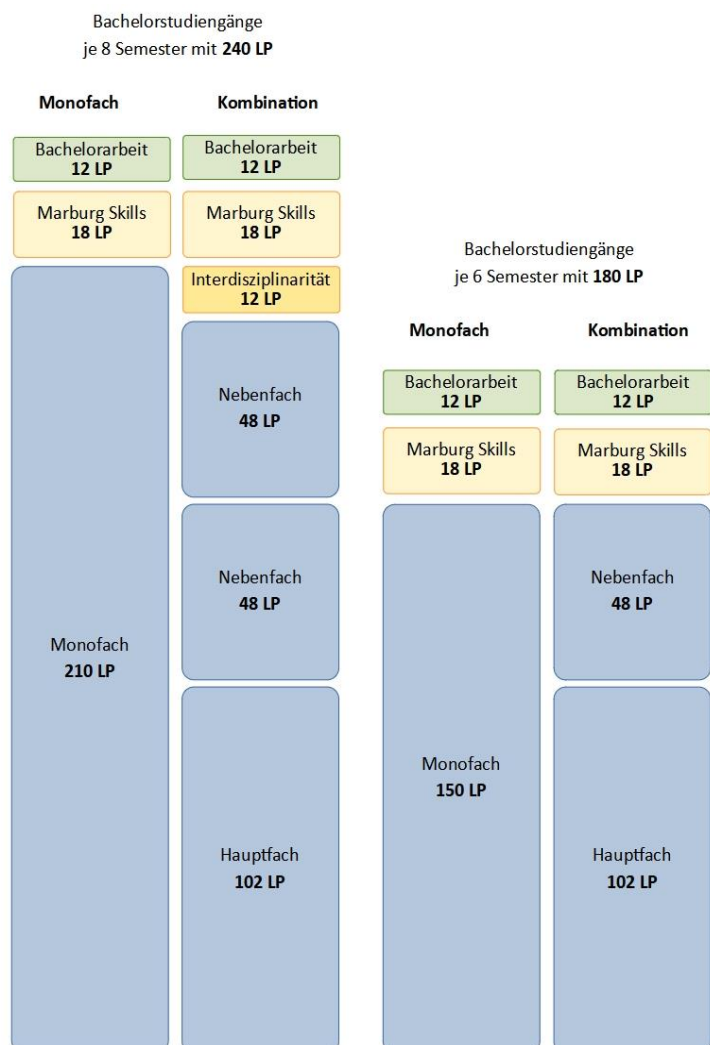 Bachelorstudiengänge
je 8 Semester mit 240 LP
Monofach
Bachelorarbeit
12 LP
Marburg Skills
18 LP
Monofach
210 LP
Kombination
Bachelorarbeit
12 LP
Marburg Skills
18 LP
Interdisziplinarität
12 LP
Nebenfach
48 LP
Nebenfach
48 LP
Hauptfach
102 LP
Bachelorstudiengänge
je 6 Semester mit 180 LP
Monofach
Bachelorarbeit
12 LP
Marburg Skills
18 LP
Monofach
150 LP
Kombination
Bachelorarbeit
12 LP
Marburg Skills
18 LP
Nebenfach
48 LP
Hauptfach
102 LP